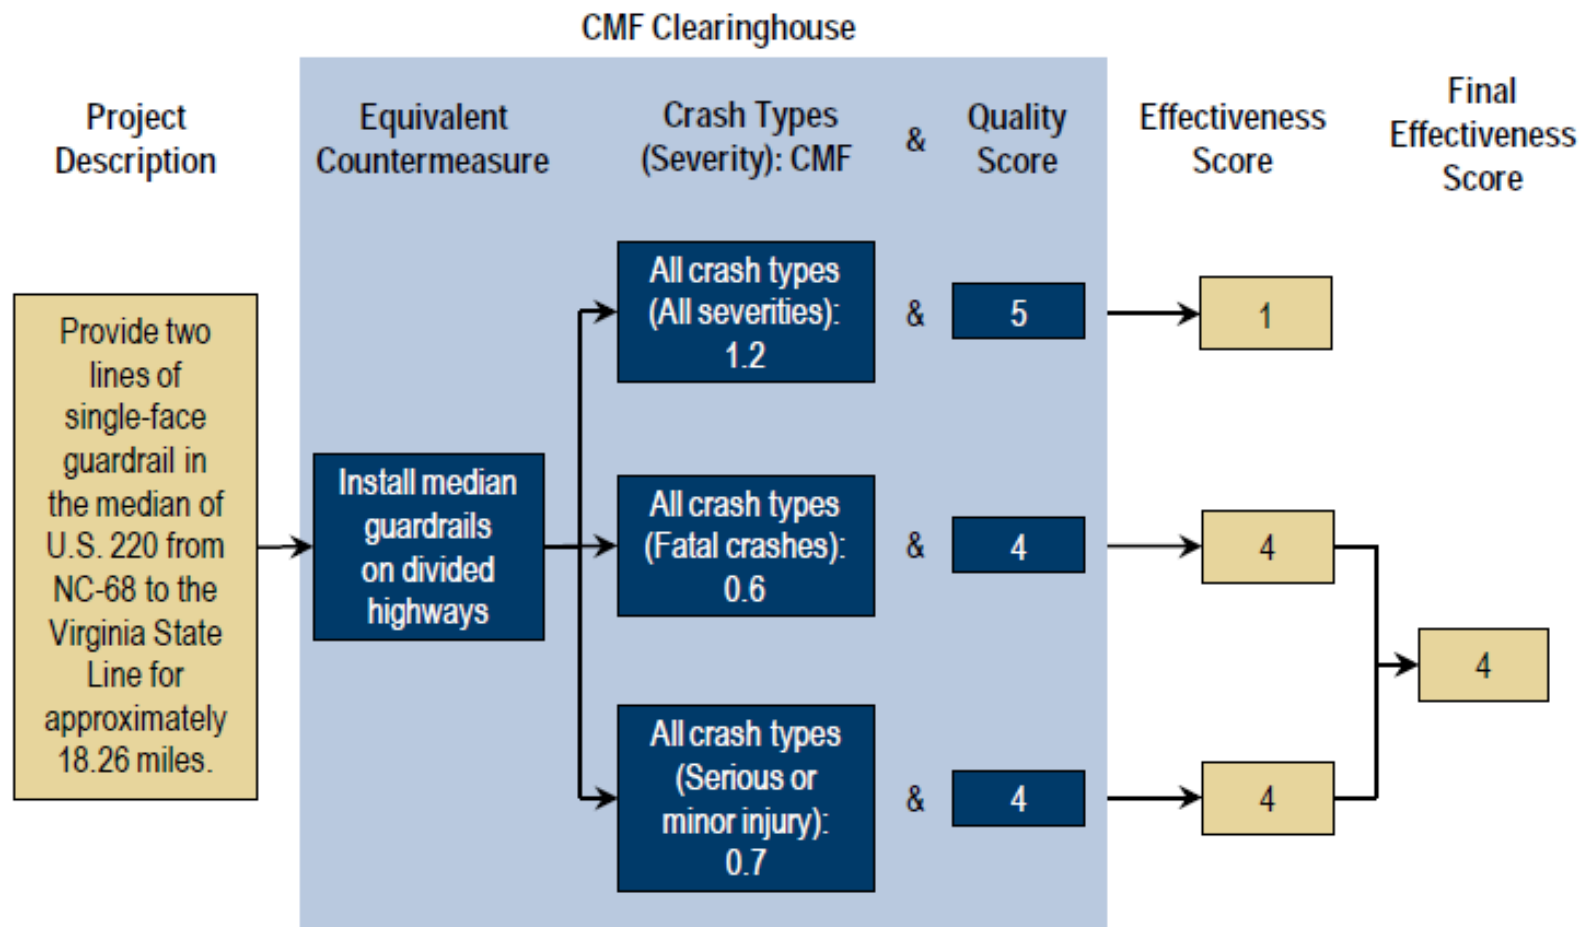 CMF Clearinghouse
Project
Description
Equivalent
Countermeasure
Crash Types
(Severity): CMF
&
Quality
Score
Effectiveness
Score
Final
Effectiveness
Score
Provide two
lines of
single-face
guardrail in
the median of
U.S. 220 from
NC-68 to the
Virginia State
Line for
approximately
18.26 miles.
Install median
guardrails
on divided
highways
All crash types
(All severities):
1.2
&
5
1
All crash types
(Fatal crashes):
0.6
&
4
4
All crash types
(Serious or
minor injury):
0.7
&
4
4
4